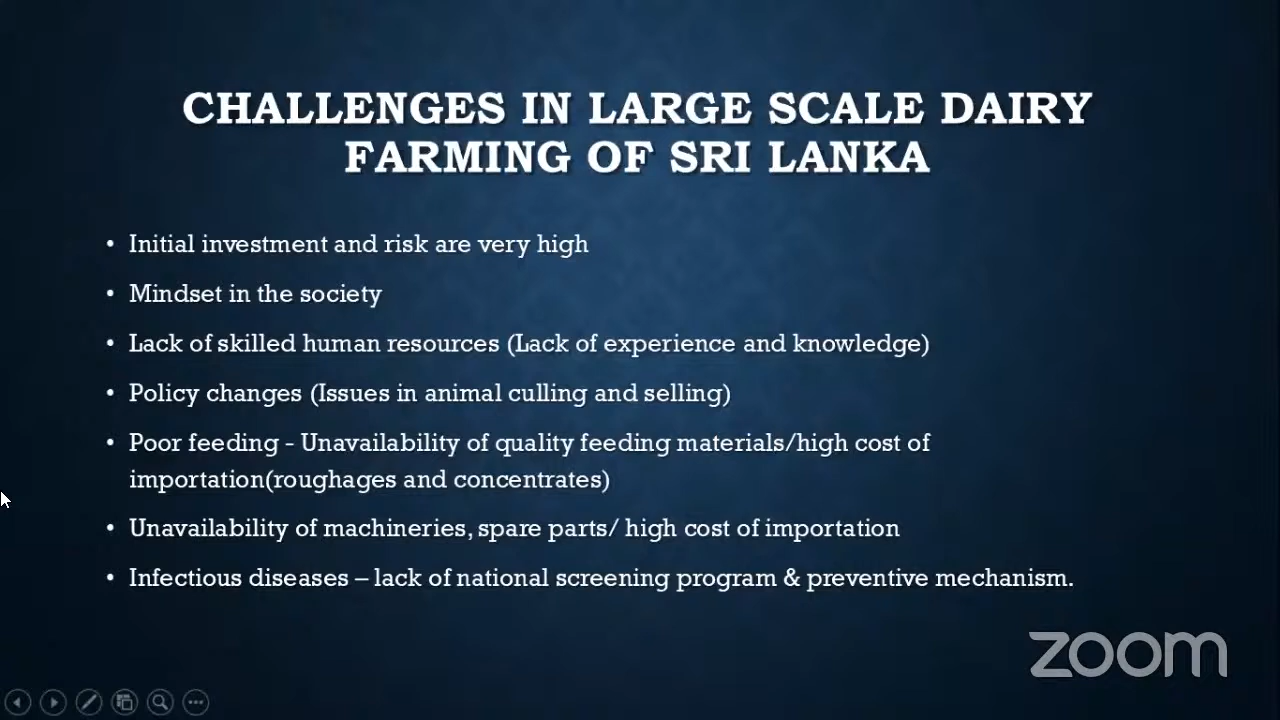 CHALLENGES IN LARGE SCALE DAIRY
FARMING OF SRI LANKA
• Initial investment and risk are very high
• Mindset in the society
• Lack of skilled human resources (Lack of experience and knowledge)
• Policy changes (Issues in animal culling and selling)
• Poor feeding - Unavailability of quality feeding materials/high cost of
importation(roughages and concentrates)
• Unavailability of machineries, spare parts/ high cost of importation
• Infectious diseases – lack of national screening program & preventive mechanism.
zoom